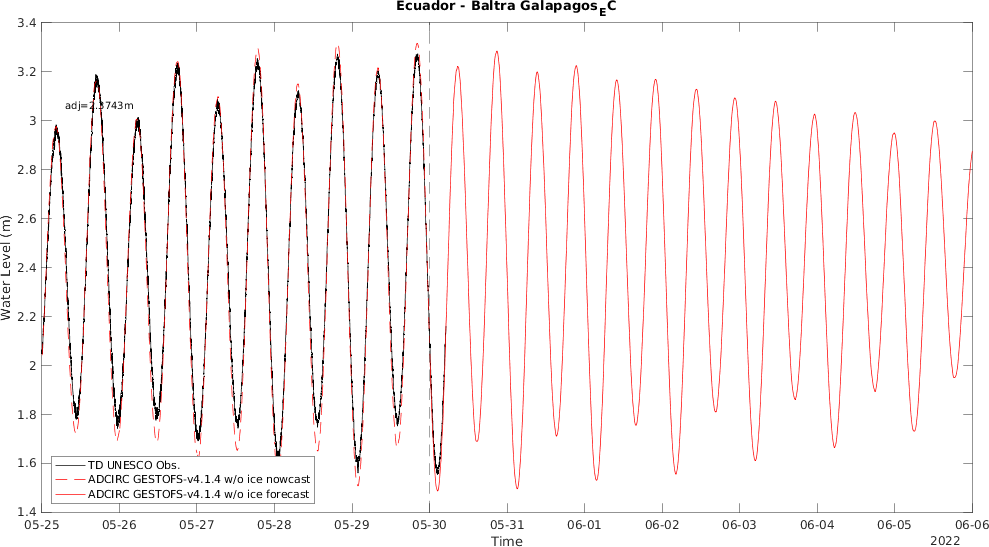 Ecuador - Baltra Galapagos_EC
3.4
3.2
3
2.8
2.6
2.4
2.2
2
1.8
1.6
1.4
Water Level (m)
adj=2.3743m
TD UNESCO Obs.
ADCIRC GESTOFS-v4.1.4 w/o ice nowcast
ADCIRC GESTOFS-v4.1.4 w/o ice forecast
05-25 05-26 05-27 05-28 05-29 05-30 05-31 06-01 06-02 06-03 06-04 06-05 06-06
Time
2022